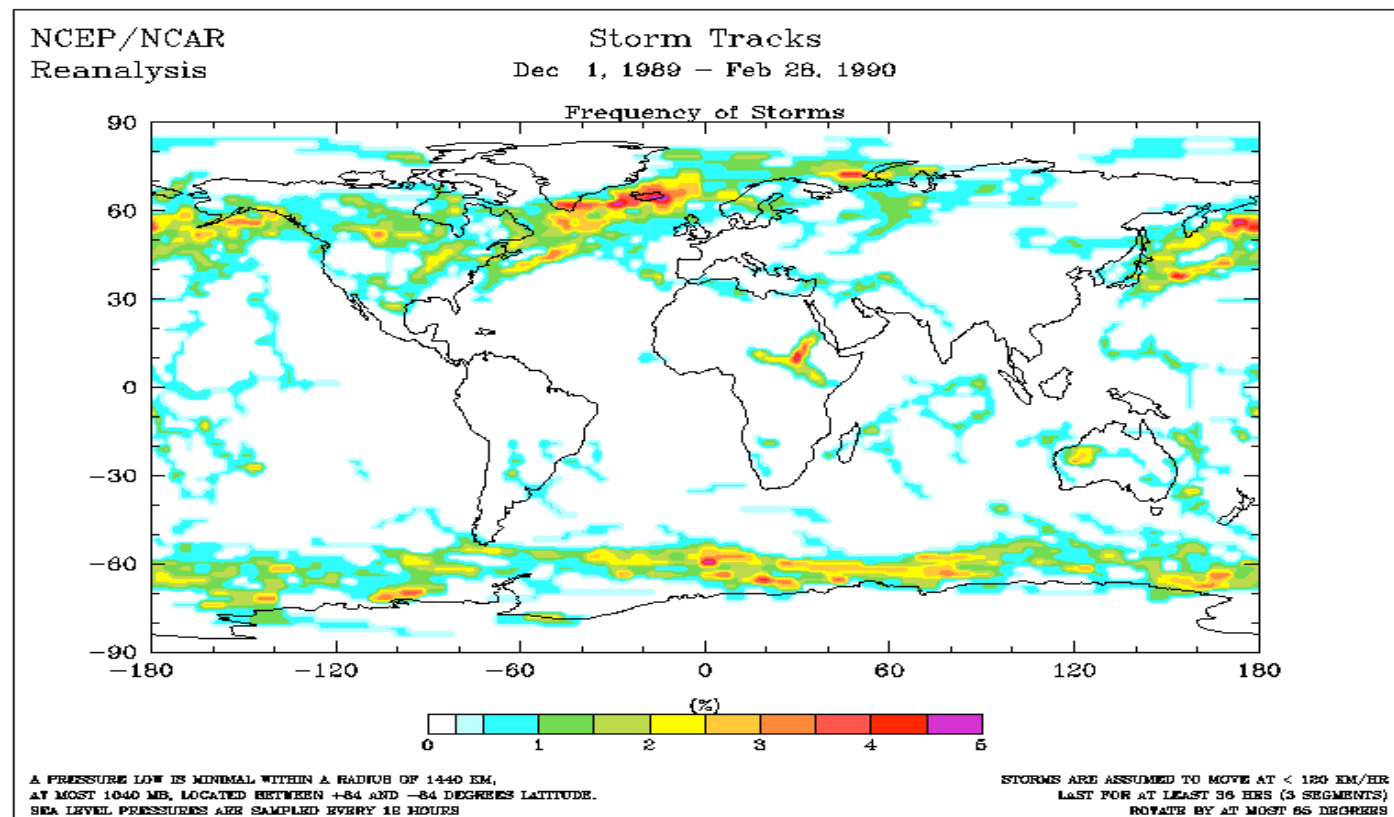 NCEP/NCAR
Reanalysis
Storm Tracks
Dec 1, 1989 – Feb 28, 1990
Frequency of Storms
90
60
30
0
−30
−60
−90
−180
−120
−60
0
60
120
180
(%)
0
1
2
3
4
5
A PRESSURE LOW IS MINIMAL WITHIN A RADIUS OF 1440 KM,
AT MOST 1040 MB, LOCATED BETWEEN +84 AND −84 DEGREES LATITUDE.
SEA LEVEL PRESSURES ARE SAMPLED EVERY 12 HOURS
STORMS ARE ASSUMED TO MOVE AT < 120 KM/HR
LAST FOR AT LEAST 36 HRS (3 SEGMENTS)
ROTATE BY AT MOST 85 DEGREES